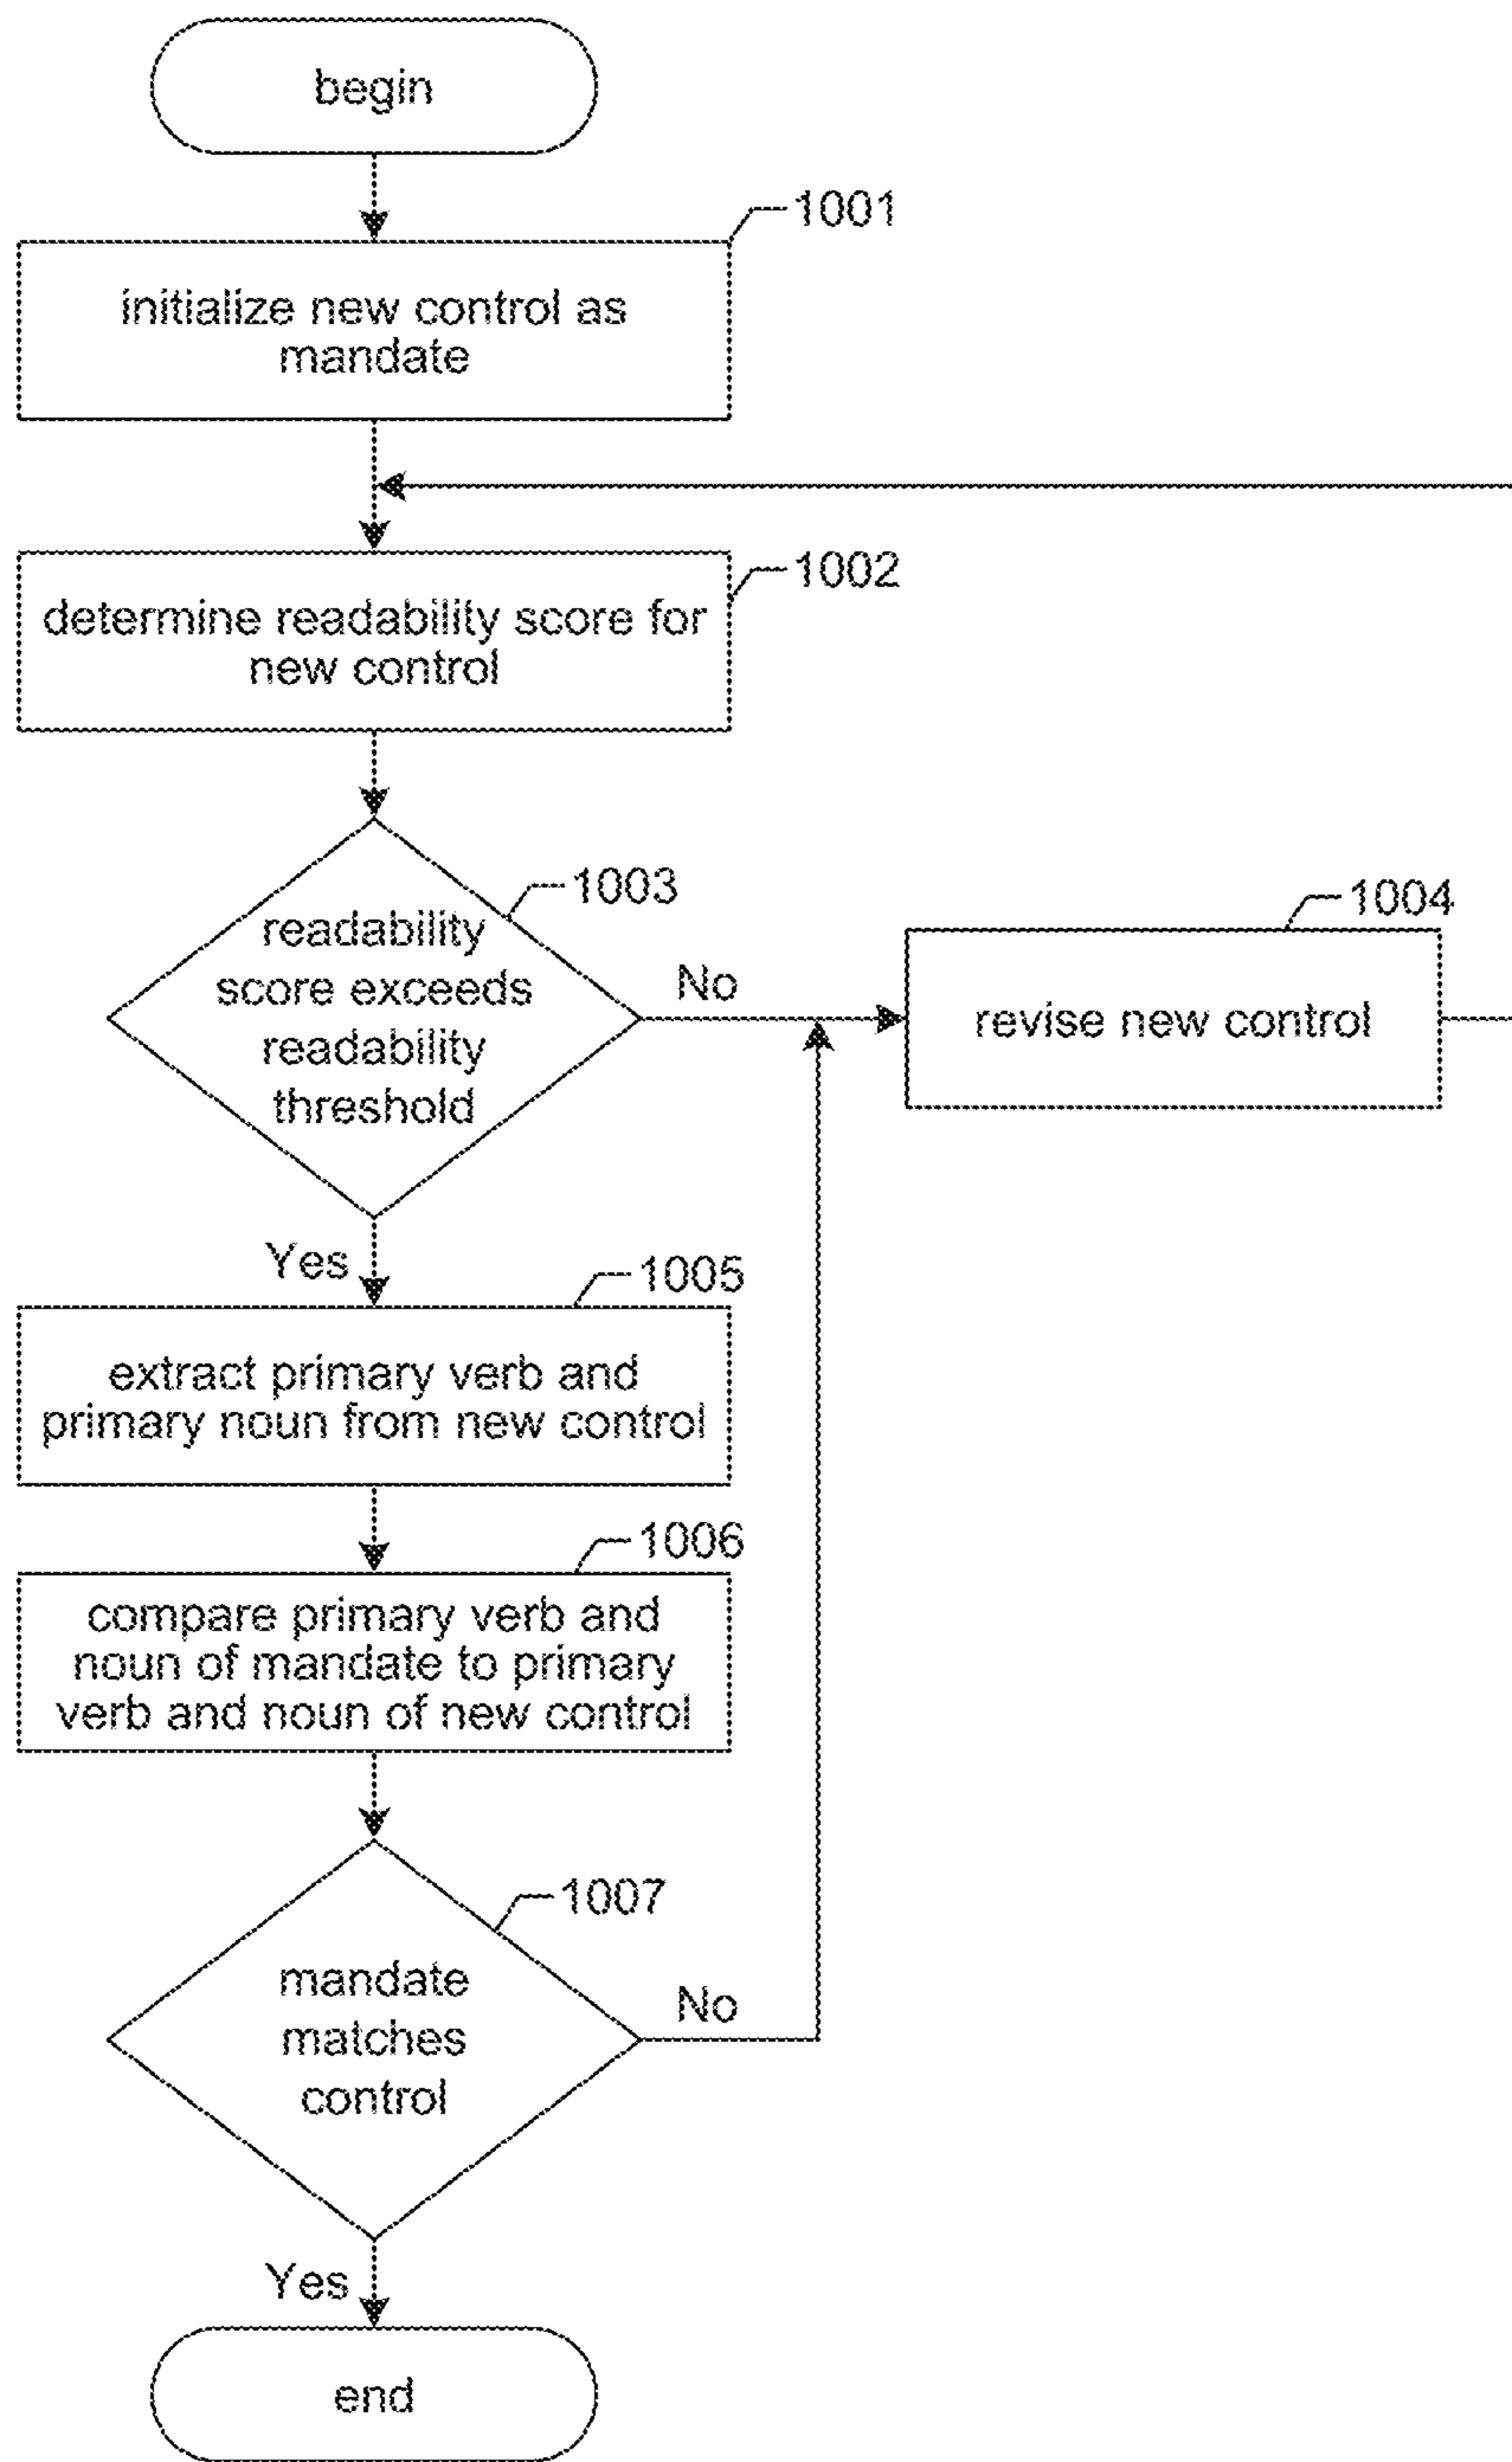 begin
1001
initialize new control as
mandate
1002
determine readability score for
new control
1003
readability
score exceeds
readability
threshold
No
1004
revise new control
Yes
1005
extract primary verb and
primary noun from new control
1006
compare primary verb and
noun of mandate to primary
verb and noun of new control
1007
mandate
matches
control
No
Yes
end